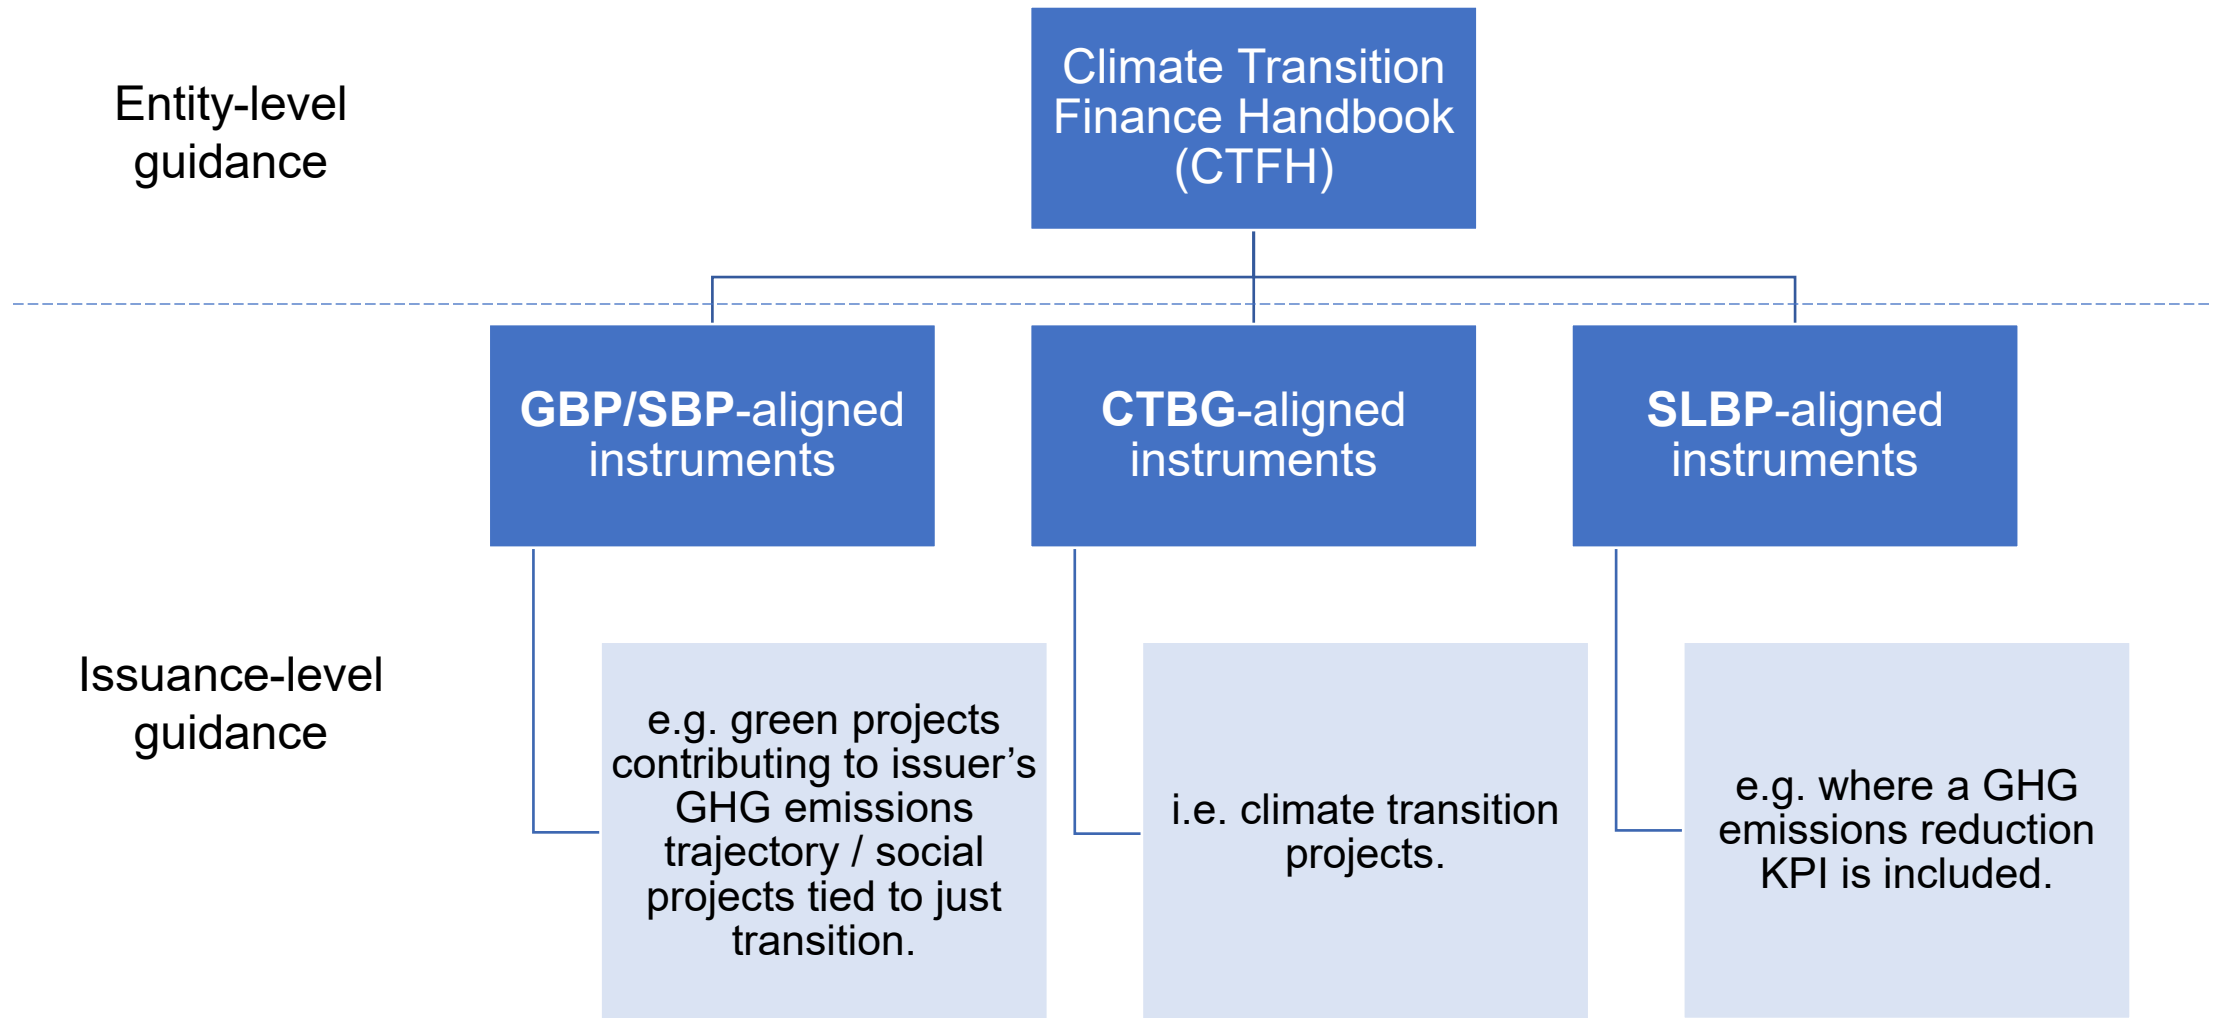 Entity-level
guidance
Climate Transition
Finance Handbook
(CTFH)
GBP/SBP-aligned
instruments
CTBG-aligned
instruments
SLBP-aligned
instruments
Issuance-level
guidance
e.g. green projects
contributing to issuer’s
GHG emissions
trajectory / social
projects tied to just
transition.
i.e. climate transition
projects.
e.g. where a GHG
emissions reduction
KPI is included.